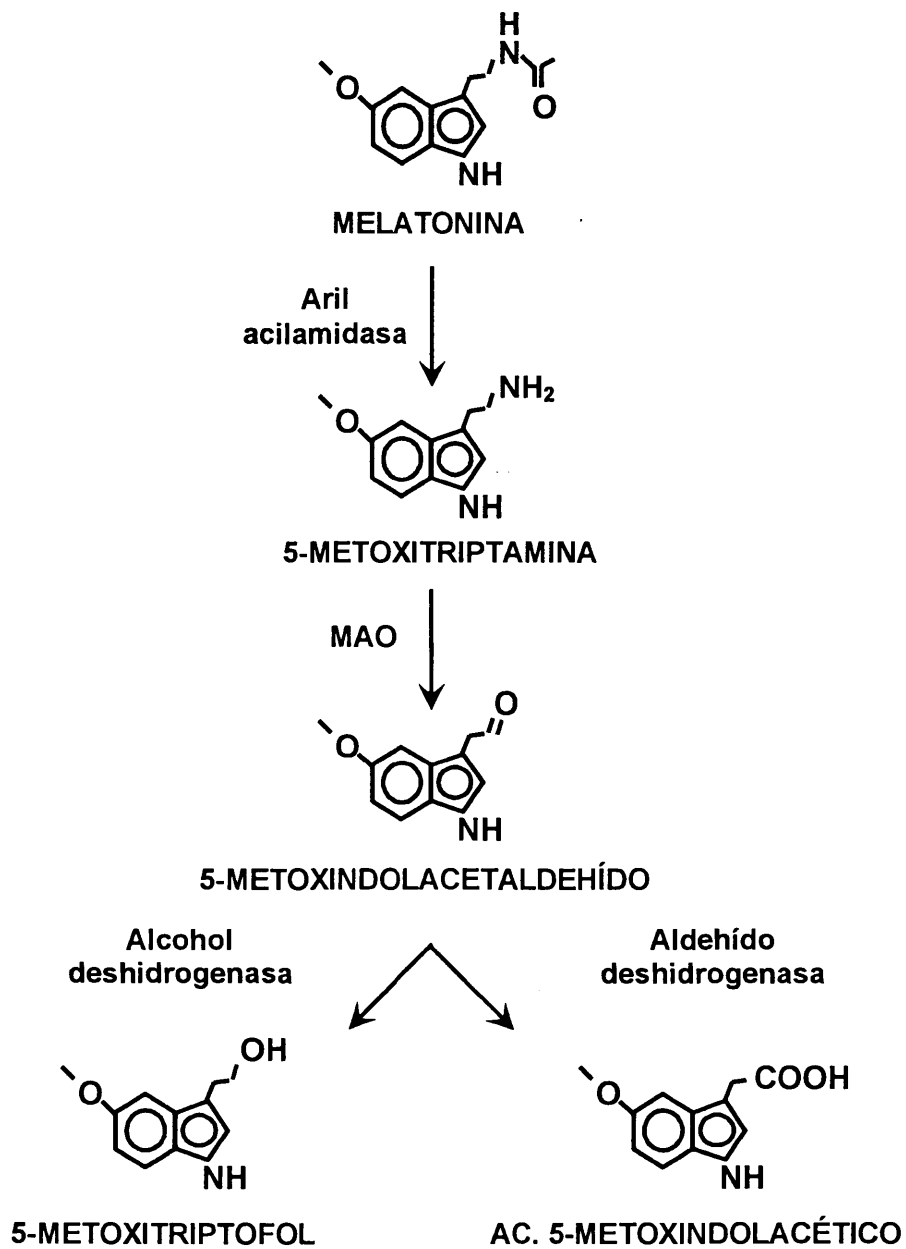 H
N
O
O
NH
MELATONINA
Aril
acilamidasa
NH₂
O
NH
5-METOXITRIPTAMINA
MAO
O
O
NH
5-METOXINDOLACETALDEHÍDO
Alcohol
deshidrogenasa
Aldehído
deshidrogenasa
OH
O
NH
COOH
O
NH
5-METOXITRIPTOFOL
AC. 5-METOXINDOLACÉTICO